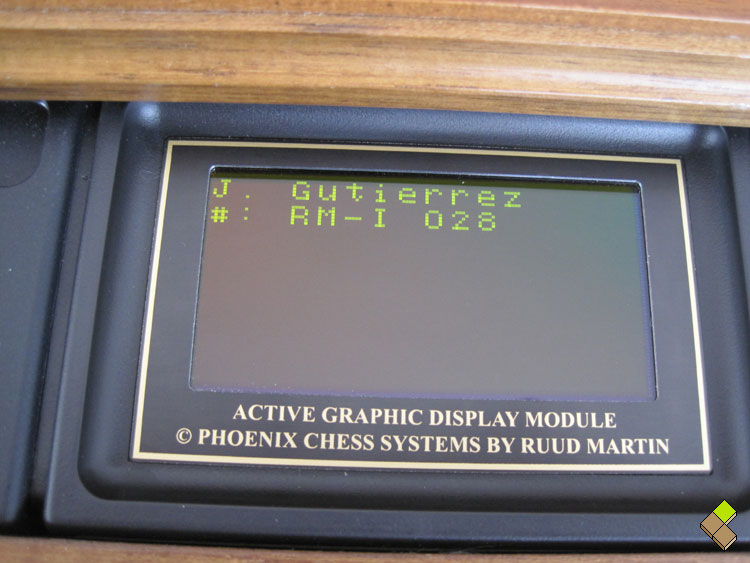 J. Gutierrez
#: RM-I 028
ACTIVE GRAPHIC DISPLAY MODULE
© PHOENIX CHESS SYSTEMS BY RUUD MARTIN